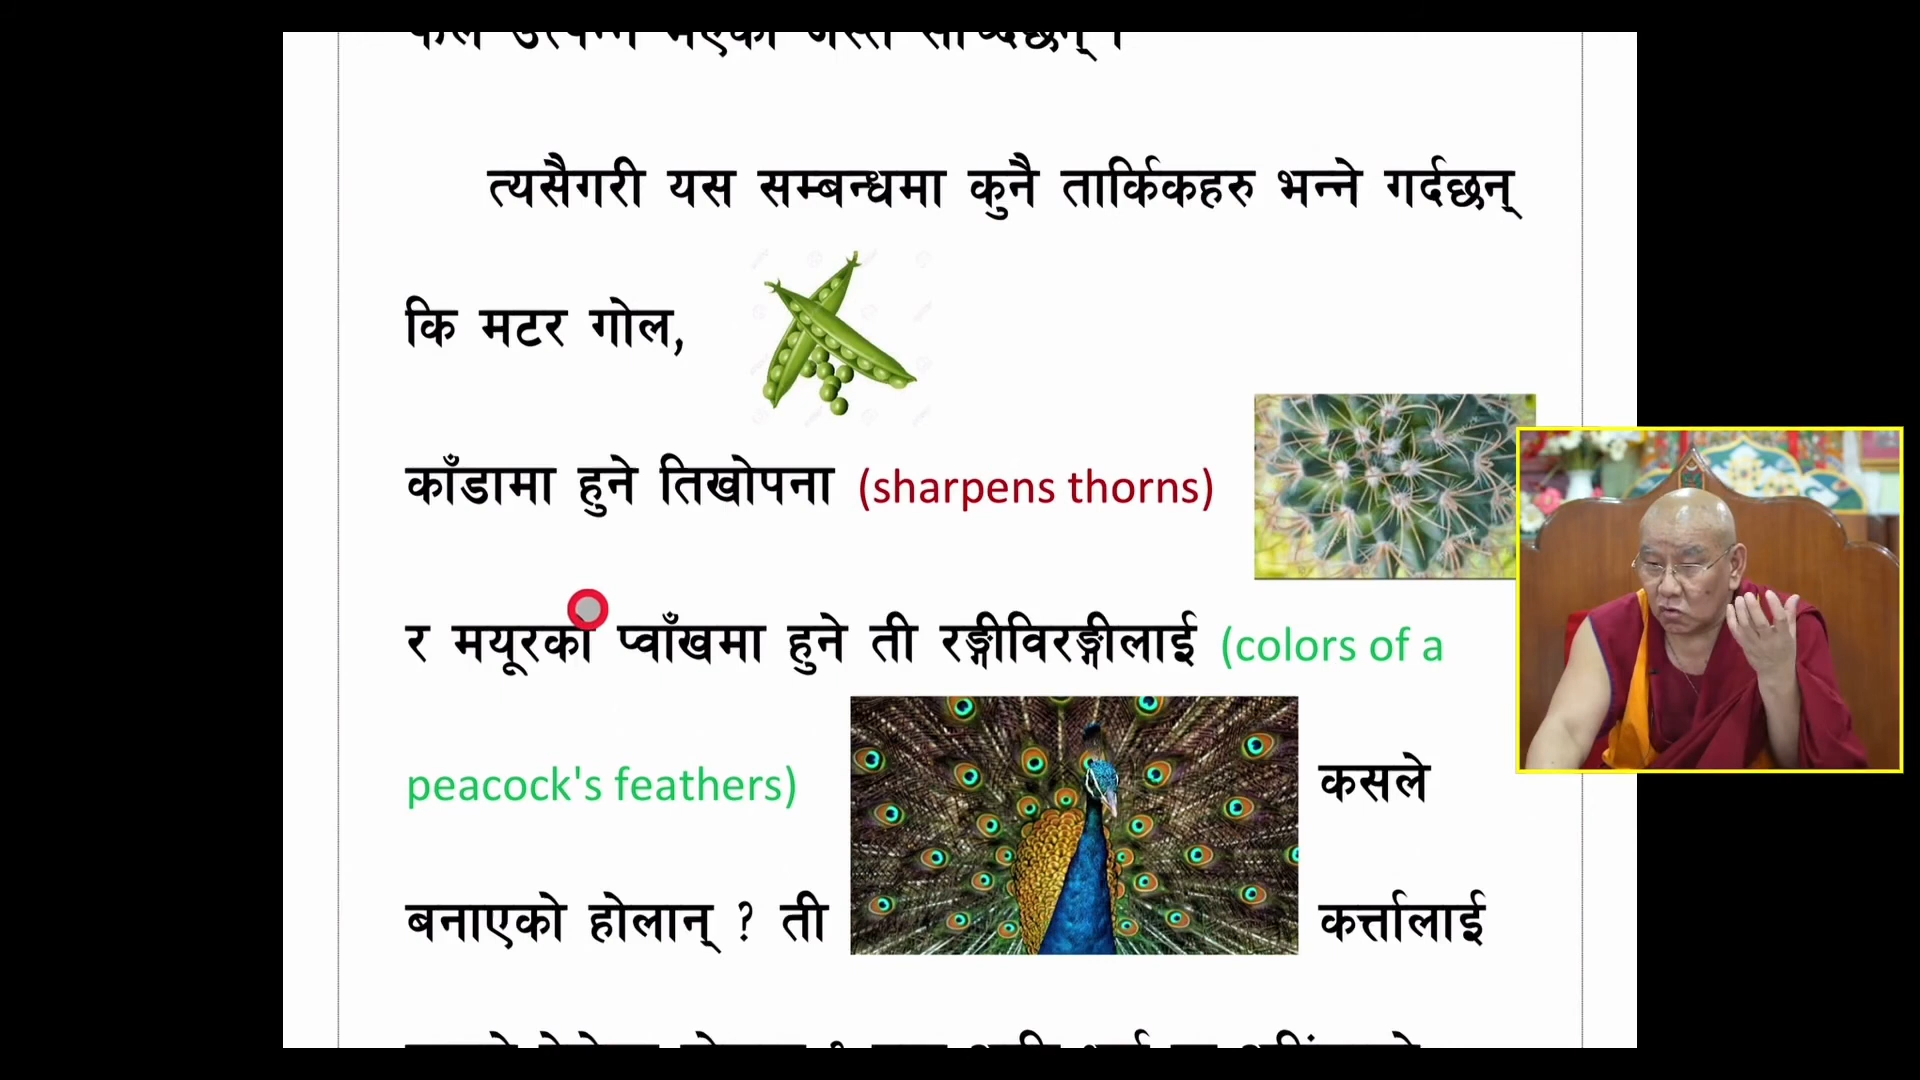 त्यसैगरी यस सम्बन्धमा कुनै तार्किकहरु भन्ने गर्दछन्
कि मटर गोल,
काँडामा हुने तिखोपना (sharpens thorns)
र मयूरको प्वाँखमा हुने ती रङ्गीविरङ्गीलाई (colors of a
peacock's feathers) कसले
बनाएको होलान् ? ती कर्त्तालाई